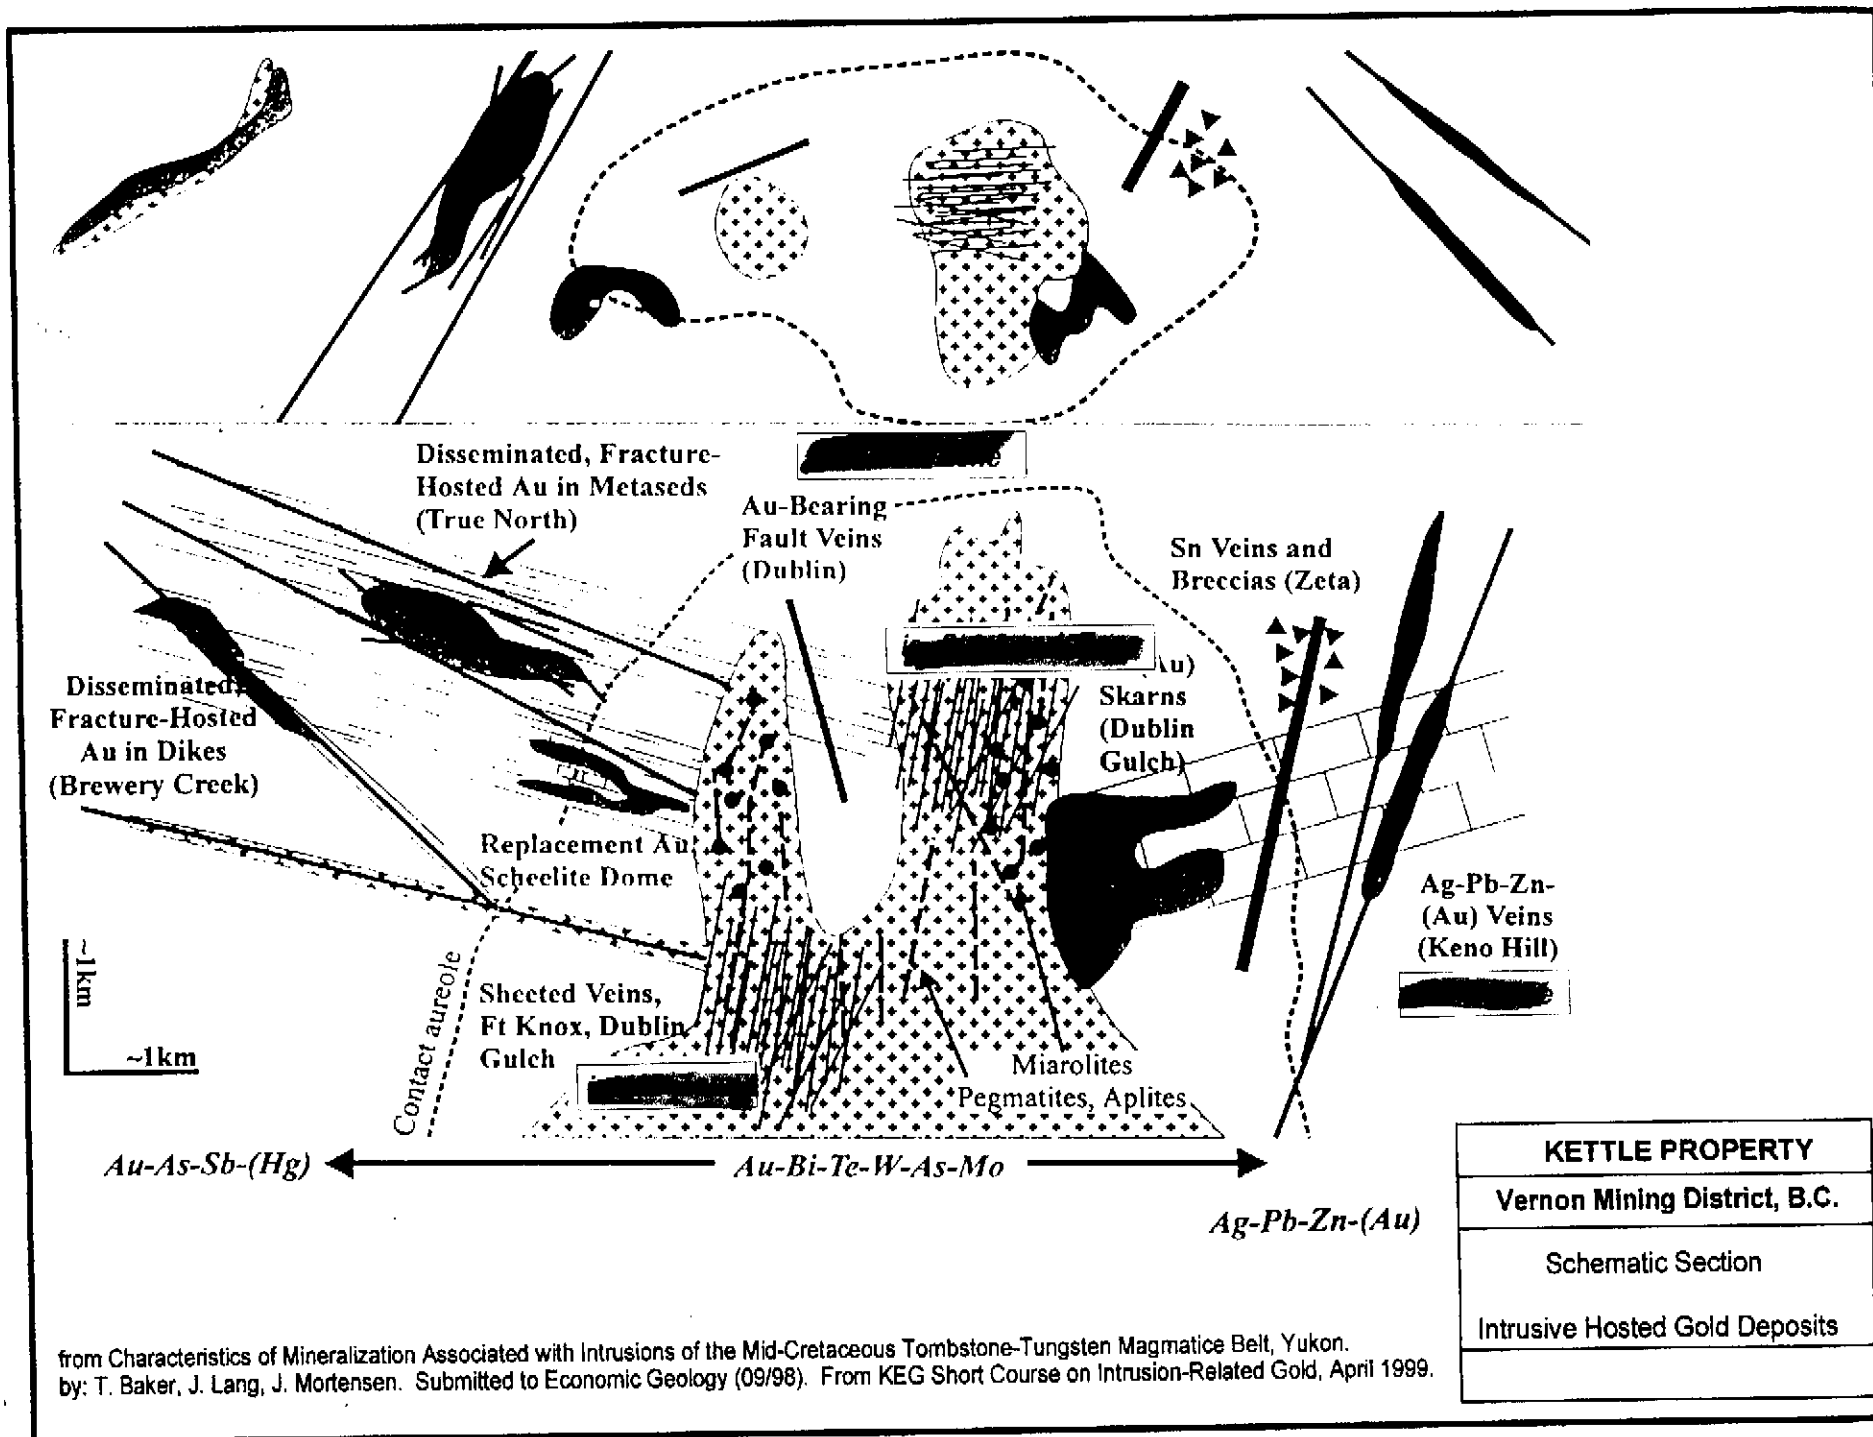 Disseminated, Fracture-
Hosted Au in Metaseds
(True North)
Au-Bearing
Fault Veins
(Dublin)
Sn Veins and
Breccias (Zeta)
Disseminated,
Fracture-Hosted
Au in Dikes
(Brewery Creek)
Au)
Skarns
(Dublin
Gulch)
Replacement Au
Scheelite Dome
Ag-Pb-Zn-
(Au) Veins
(Keno Hill)
~1km
~1km
Contact aureole
Sheeted Veins,
Ft Knox, Dublin
Gulch
Miarolites
Pegmatites, Aplites
Au-As-Sb-(Hg)
Au-Bi-Te-W-As-Mo
Ag-Pb-Zn-(Au)
KETTLE PROPERTY
Vernon Mining District, B.C.
Schematic Section
Intrusive Hosted Gold Deposits
from Characteristics of Mineralization Associated with Intrusions of the Mid-Cretaceous Tombstone-Tungsten Magmatice Belt, Yukon.
by: T. Baker, J. Lang, J. Mortensen. Submitted to Economic Geology (09/98). From KEG Short Course on Intrusion-Related Gold, April 1999.